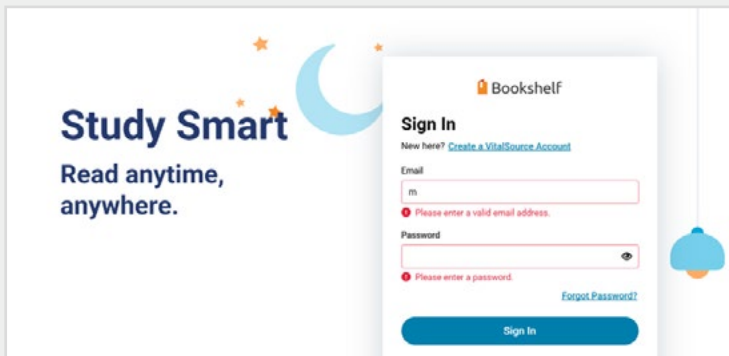 Study Smart
Read anytime,
anywhere.
Bookshelf
Sign In
New here? Create a VitalSource Account
Email
m
Please enter a valid email address.
Password
Please enter a password.
Forgot Password?
Sign In